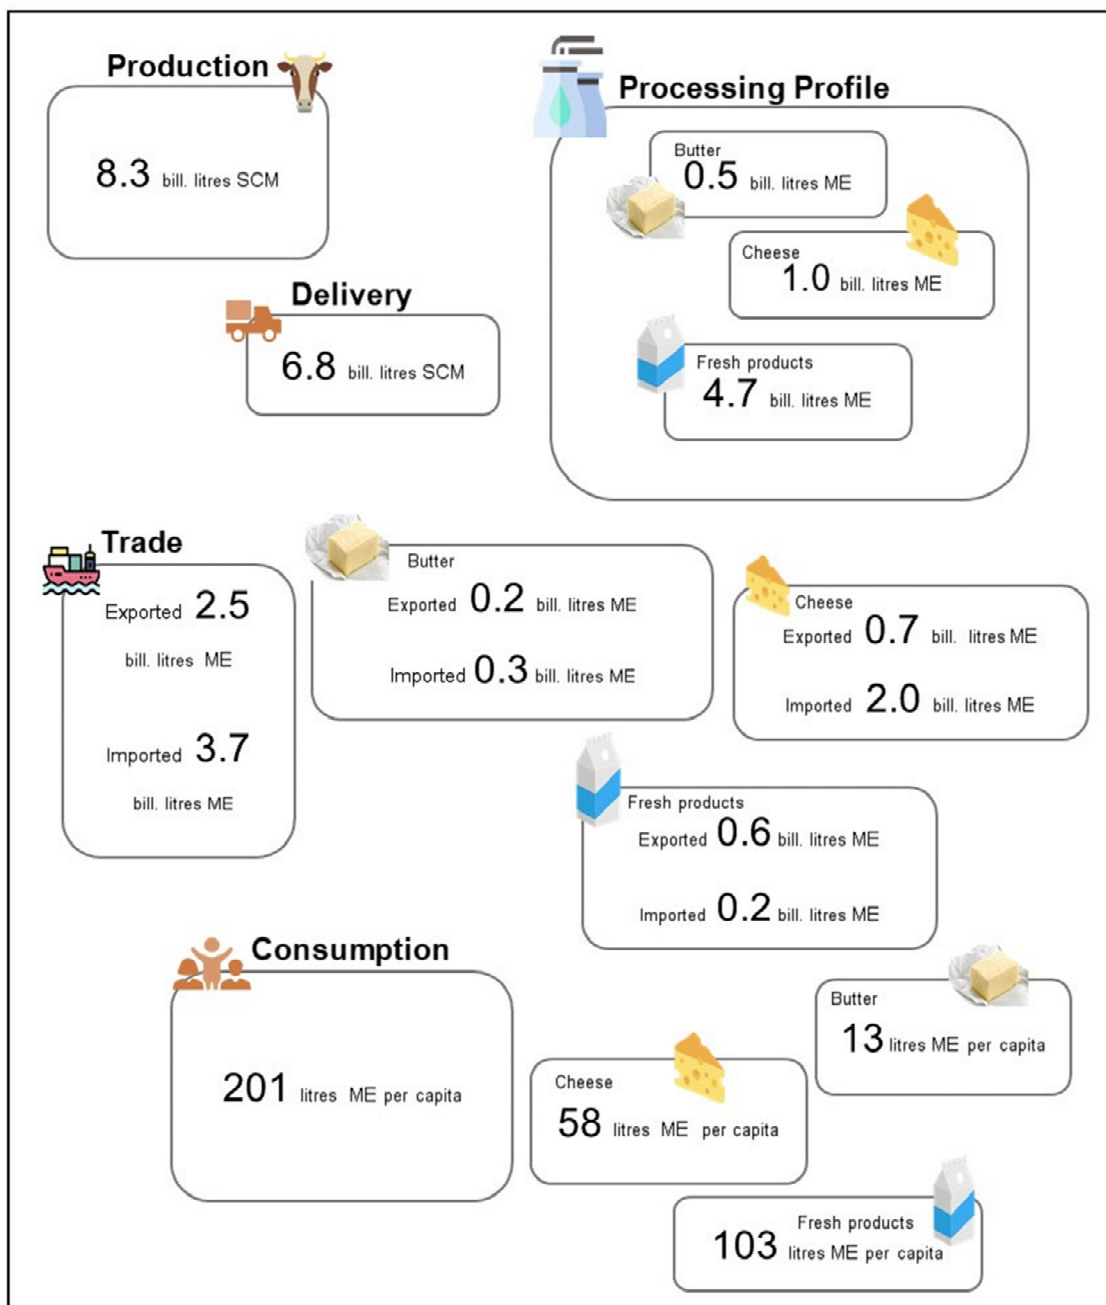 Production
8.3 bill. litres SCM
Processing Profile
Butter
0.5 bill. litres ME
Cheese
1.0 bill. litres ME
Fresh products
4.7 bill. litres ME
Delivery
6.8 bill. litres SCM
Trade
Exported 2.5
bill. litres ME
Imported 3.7
bill. litres ME
Butter
Exported 0.2 bill. litres ME
Imported 0.3 bill. litres ME
Cheese
Exported 0.7 bill. litres ME
Imported 2.0 bill. litres ME
Fresh products
Exported 0.6 bill. litres ME
Imported 0.2 bill. litres ME
Consumption
201 litres ME per capita
Butter
13 litres ME per capita
Cheese
58 litres ME per capita
Fresh products
103 litres ME per capita